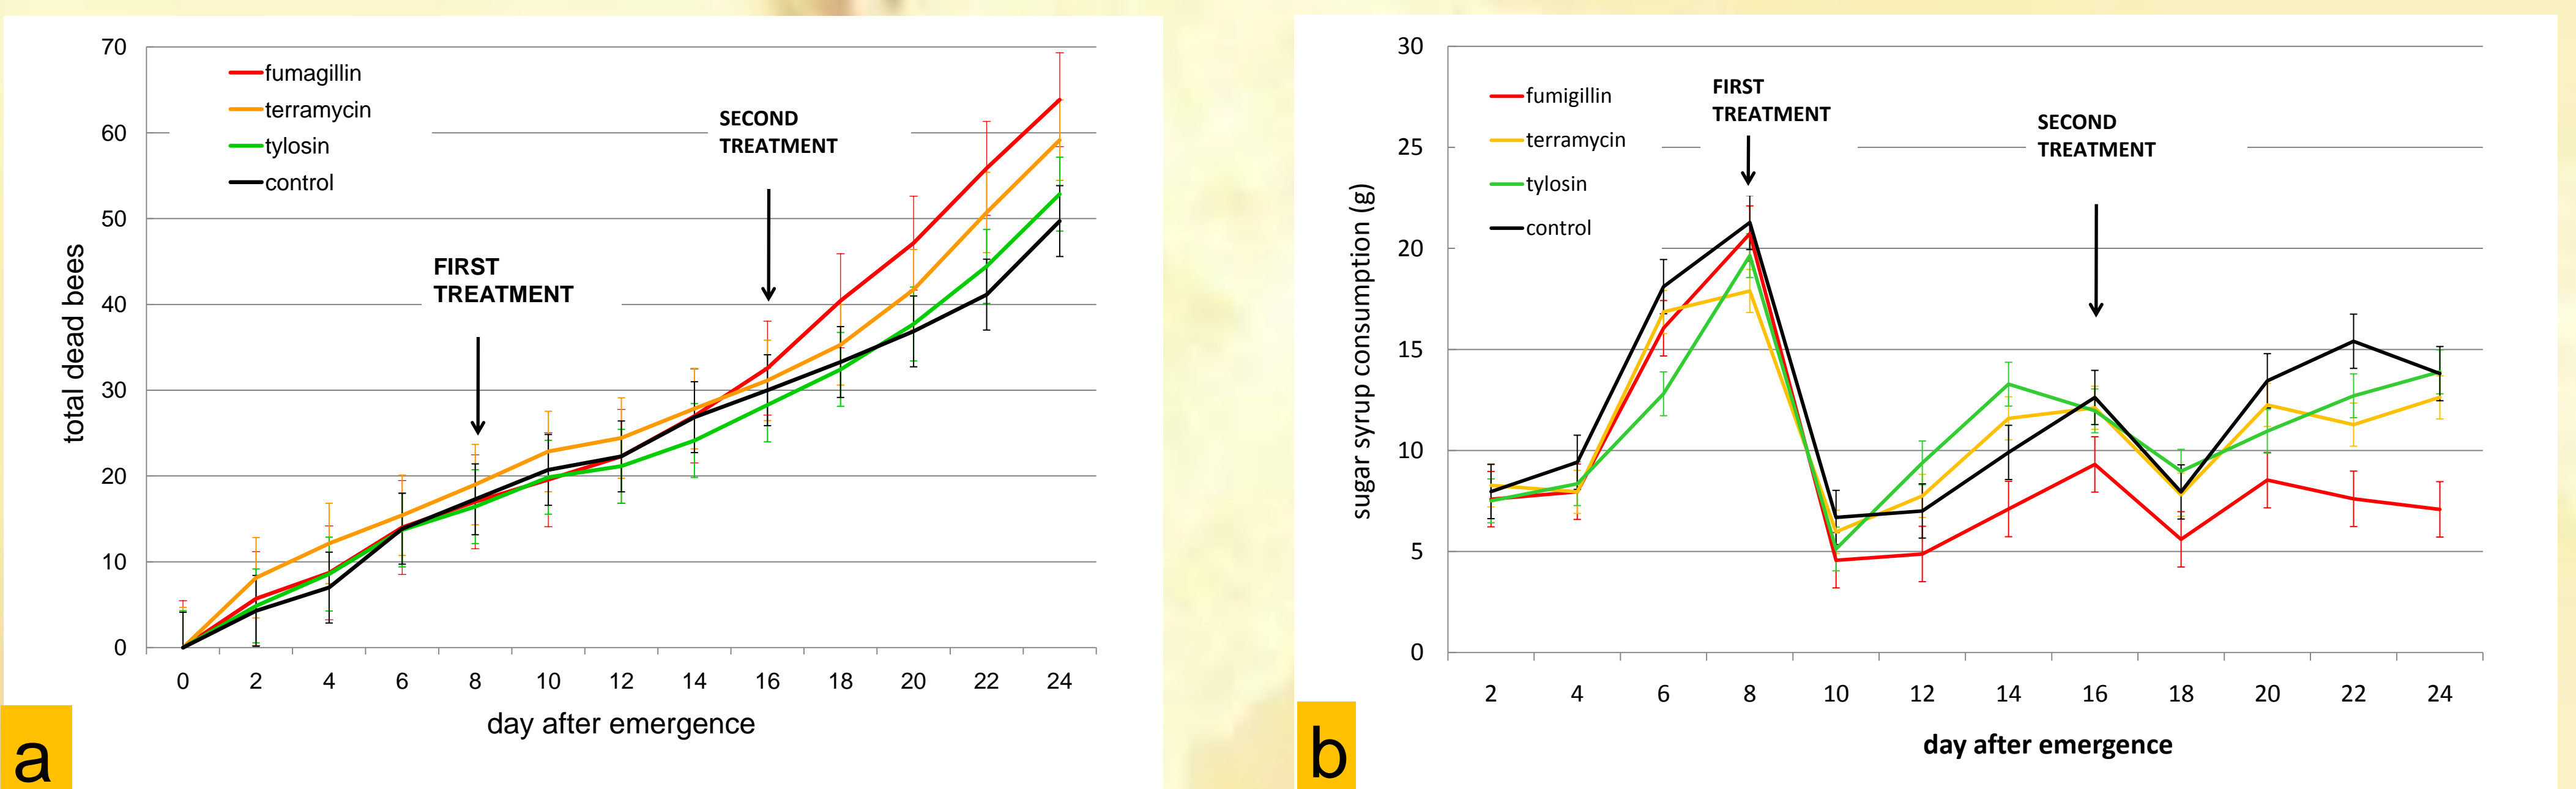 70
60
50
40
30
20
10
0
total dead bees
fumagillin
terramycin
tylosin
control
FIRST
TREATMENT
SECOND
TREATMENT
0 2 4 6 8 10 12 14 16 18 20 22 24
day after emergence
a
30
25
20
15
10
5
0
sugar syrup consumption (g)
fumigillin
terramycin
tylosin
control
FIRST
TREATMENT
SECOND
TREATMENT
2 4 6 8 10 12 14 16 18 20 22 24
day after emergence
b